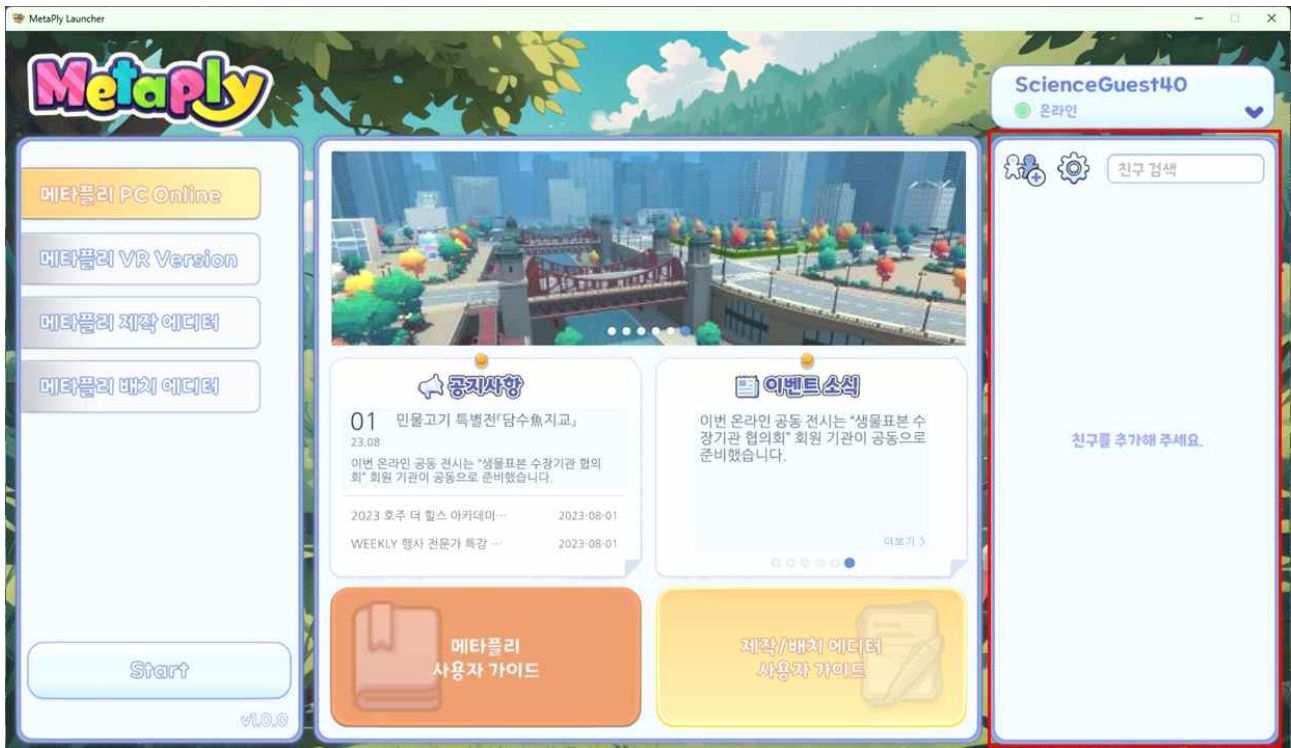 MetaPly Launcher
Metaply
ScienceGuest40
온라인
메타플리 PC Online
메타플리 VR Version
메타플리 제작 에디터
메타플리 배치 에디터
Start
v1.0.0
공지사항
01
23.08
민물고기 특별전『담수魚지교』
이번 온라인 공동 전시는 "생물표본 수장기관 협의
회" 회원 기관이 공동으로 준비했습니다.
2023 호주 더 힐스 아카데미… 2023-08-01
WEEKLY 행사 전문가 특강 … 2023-08-01
이벤트 소식
이번 온라인 공동 전시는 "생물표본 수
장기관 협의회" 회원 기관이 공동으로
준비했습니다.
더보기 >
메타플리
사용자 가이드
제작/배치 에디터
사용자 가이드
친구 검색
친구를 추가해 주세요.